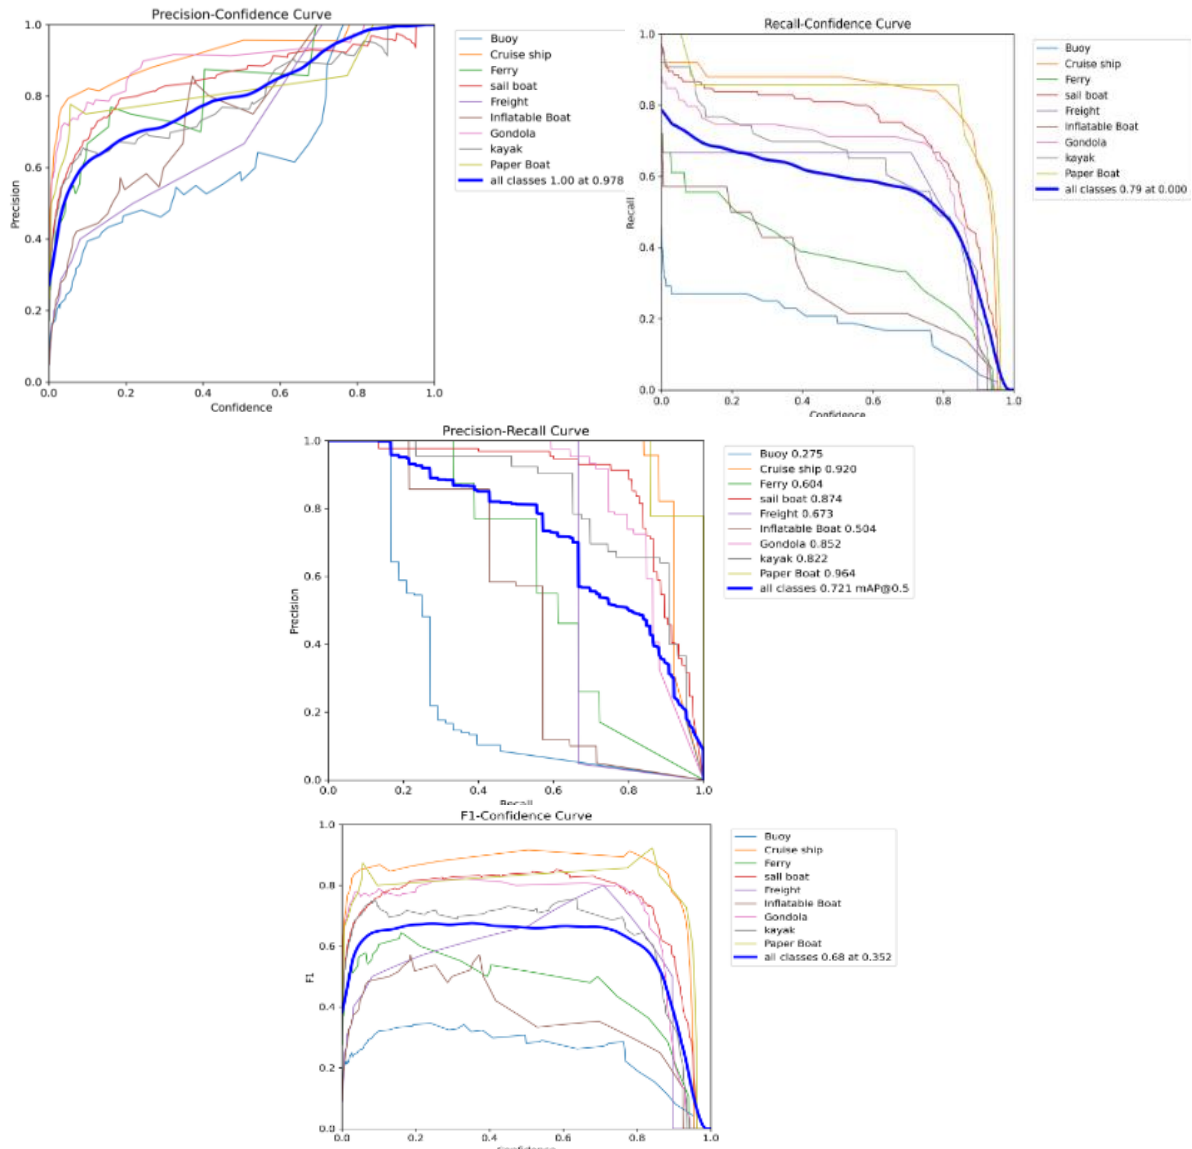 Precision-Confidence Curve
1.0
0.8
0.6
0.4
0.2
0.0
Precision
0.0 0.2 0.4 0.6 0.8 1.0
Confidence
Buoy
Cruise ship
Ferry
sail boat
Freight
Inflatable Boat
Gondola
kayak
Paper Boat
all classes 1.00 at 0.978
Recall-Confidence Curve
1.0
0.8
0.6
0.4
0.2
0.0
Recall
0.0 0.2 0.4 0.6 0.8 1.0
Confidence
Buoy
Cruise ship
Ferry
sail boat
Freight
Inflatable Boat
Gondola
kayak
Paper Boat
all classes 0.79 at 0.000
Precision-Recall Curve
1.0
0.8
0.6
0.4
0.2
0.0
Precision
0.0 0.2 0.4 0.6 0.8 1.0
Recall
Buoy 0.275
Cruise ship 0.920
Ferry 0.604
sail boat 0.874
Freight 0.673
Inflatable Boat 0.504
Gondola 0.852
kayak 0.822
Paper Boat 0.964
all classes 0.721 mAP@0.5
F1-Confidence Curve
1.0
0.8
0.6
0.4
0.2
0.0
F1
0.0 0.2 0.4 0.6 0.8 1.0
Confidence
Buoy
Cruise ship
Ferry
sail boat
Freight
Inflatable Boat
Gondola
kayak
Paper Boat
all classes 0.68 at 0.352